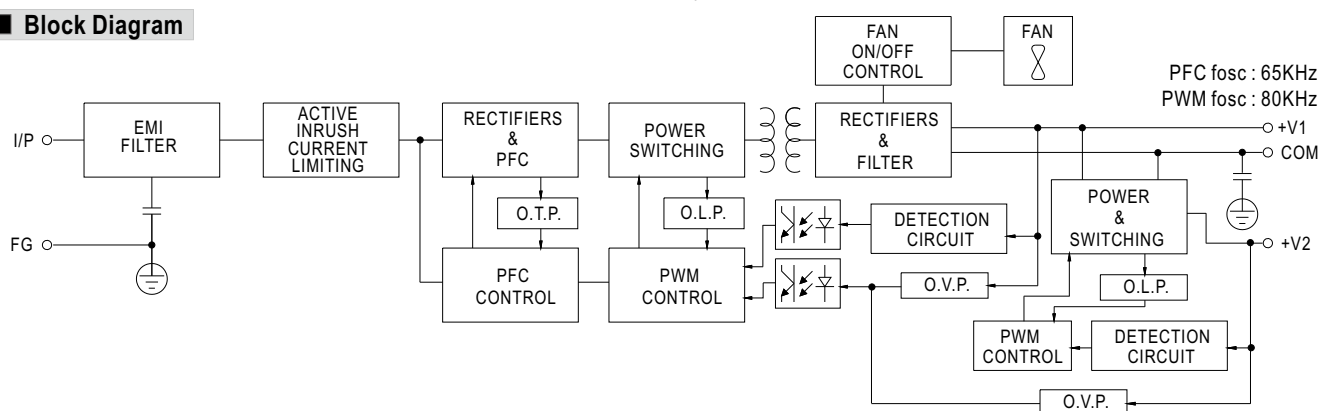 Block Diagram
FAN
ON/OFF
CONTROL
FAN
PFC fosc : 65KHz
PWM fosc : 80KHz
I/P
EMI
FILTER
ACTIVE
INRUSH
CURRENT
LIMITING
RECTIFIERS
&
PFC
POWER
SWITCHING
RECTIFIERS
&
FILTER
+V1
COM
O.T.P.
O.L.P.
DETECTION
CIRCUIT
POWER
&
SWITCHING
FG
+V2
PFC
CONTROL
PWM
CONTROL
O.V.P.
O.L.P.
PWM
CONTROL
DETECTION
CIRCUIT
O.V.P.